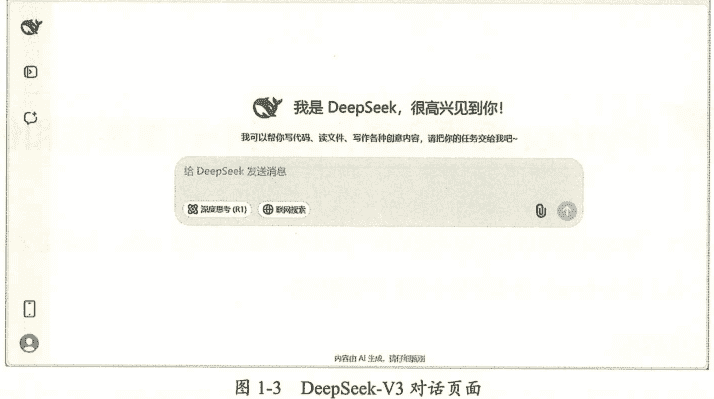 我是 DeepSeek，很高兴见到你！
我可以帮你写代码、读文件、写作各种创意内容，请把你的任务交给我吧~
给 DeepSeek 发送消息
深度思考 (R1) 联网搜索
内容由 AI 生成，请仔细甄别
图 1-3 DeepSeek-V3 对话页面